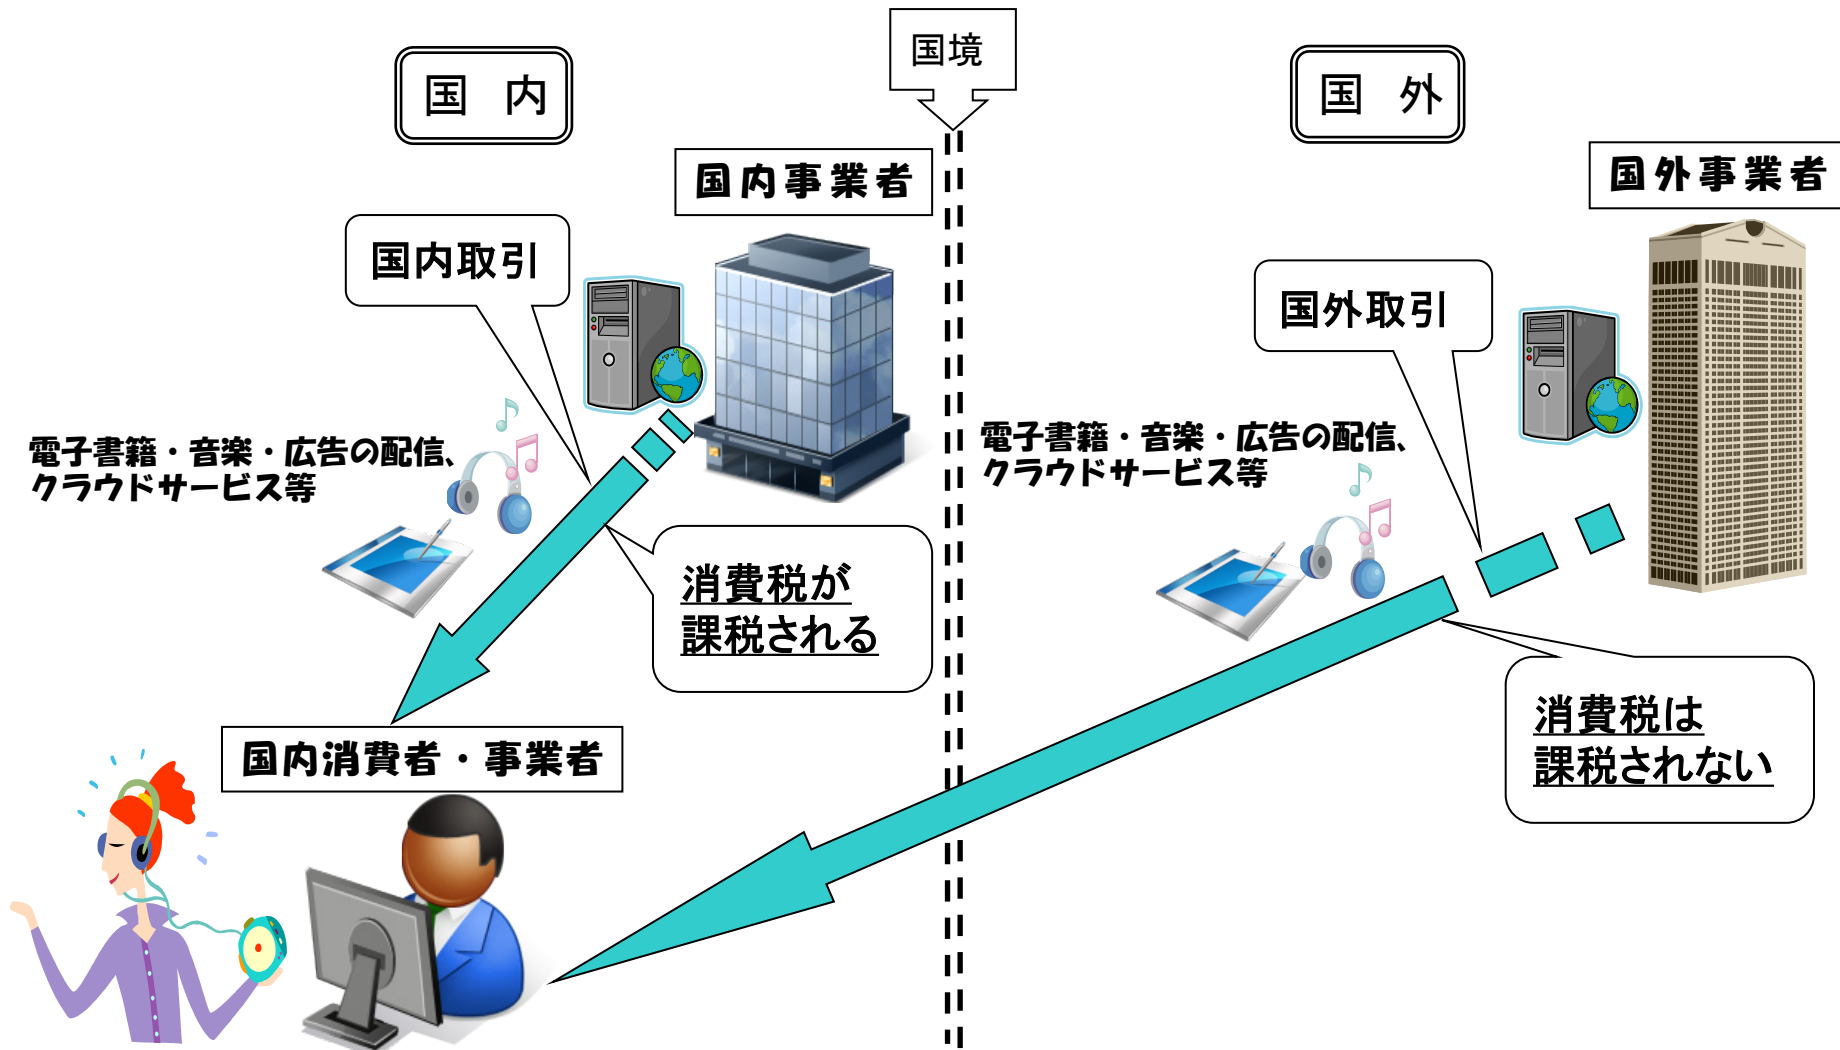 国境
国　内
国　外
国内事業者
国外事業者
国内取引
国外取引
電子書籍・音楽・広告の配信、
クラウドサービス等
電子書籍・音楽・広告の配信、
クラウドサービス等
消費税が
課税される
消費税は
課税されない
国内消費者・事業者